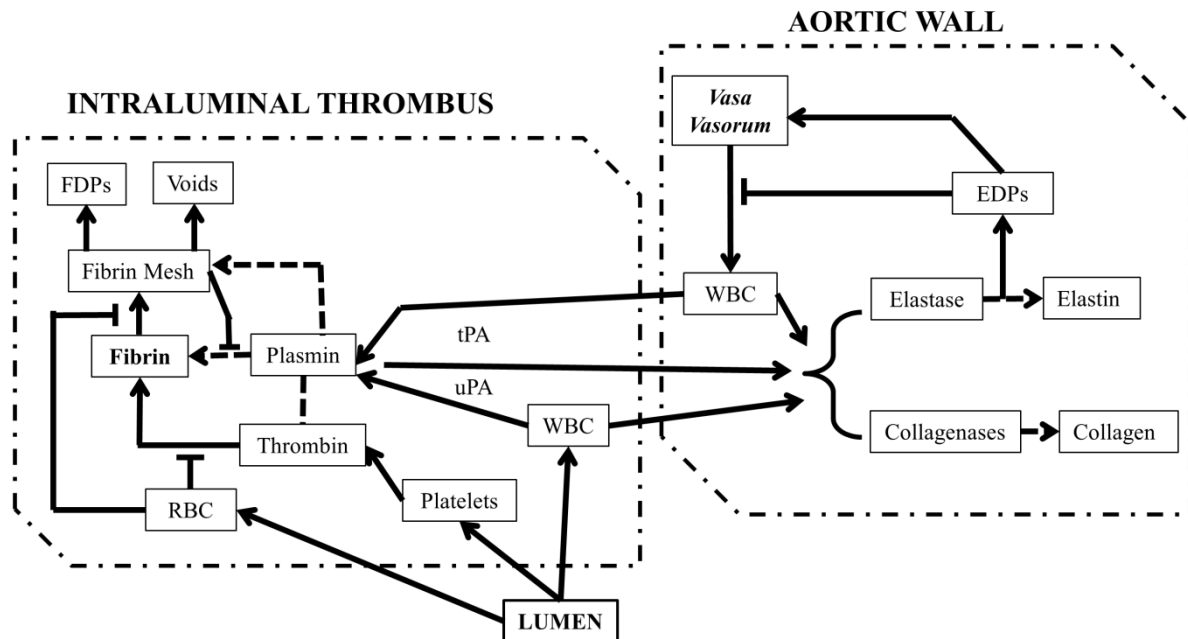 AORTIC WALL
INTRALUMINAL THROMBUS
Vasa
Vasorum
FDPs
Voids
EDPs
Fibrin Mesh
WBC
Elastase
Elastin
tPA
Fibrin
Plasmin
uPA
WBC
Thrombin
Collagenases
Collagen
Platelets
RBC
LUMEN